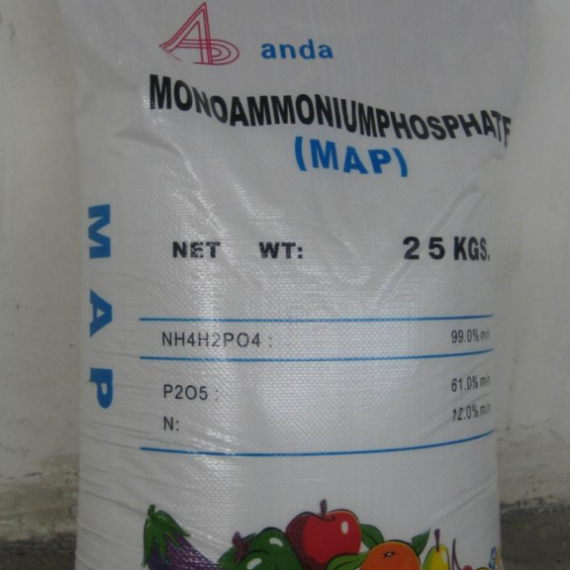 anda
MONOAMMONIUMPHOSPHATE
(MAP)
MAP
NET WT: 25 KGS.
NH4H2PO4 : 99.0% min
P2O5 : 61.0% min
N: 12.0% min